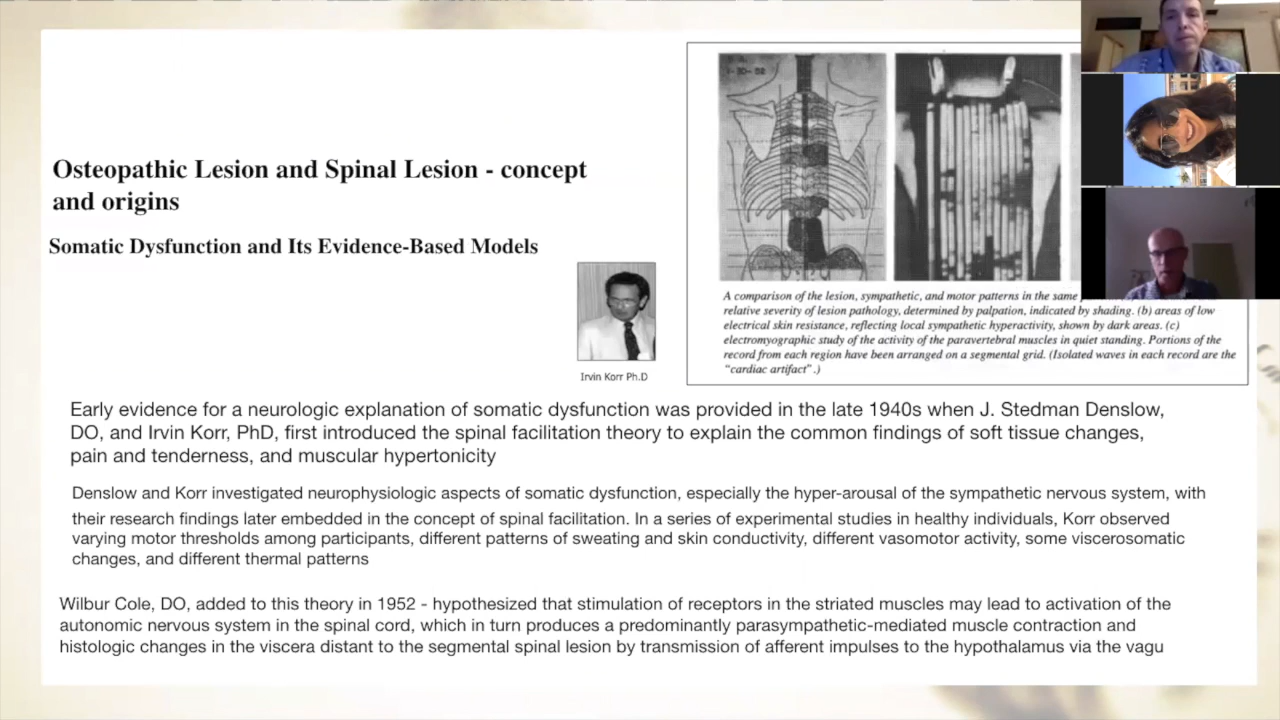 Osteopathic Lesion and Spinal Lesion - concept
and origins
Somatic Dysfunction and Its Evidence-Based Models
Irvin Korr Ph.D
A comparison of the lesion, sympathetic, and motor patterns in the same
relative severity of lesion pathology, determined by palpation, indicated by shading. (b) areas of low
electrical skin resistance, reflecting local sympathetic hyperactivity, shown by dark areas. (c)
electromyographic study of the activity of the paravertebral muscles in quiet standing. Portions of the
record from each region have been arranged on a segmental grid. (Isolated waves in each record are the
"cardiac artifact".)
Early evidence for a neurologic explanation of somatic dysfunction was provided in the late 1940s when J. Stedman Denslow,
DO, and Irvin Korr, PhD, first introduced the spinal facilitation theory to explain the common findings of soft tissue changes,
pain and tenderness, and muscular hypertonicity
Denslow and Korr investigated neurophysiologic aspects of somatic dysfunction, especially the hyper-arousal of the sympathetic nervous system, with
their research findings later embedded in the concept of spinal facilitation. In a series of experimental studies in healthy individuals, Korr observed
varying motor thresholds among participants, different patterns of sweating and skin conductivity, different vasomotor activity, some viscerosomatic
changes, and different thermal patterns
Wilbur Cole, DO, added to this theory in 1952 - hypothesized that stimulation of receptors in the striated muscles may lead to activation of the
autonomic nervous system in the spinal cord, which in turn produces a predominantly parasympathetic-mediated muscle contraction and
histologic changes in the viscera distant to the segmental spinal lesion by transmission of afferent impulses to the hypothalamus via the vagu